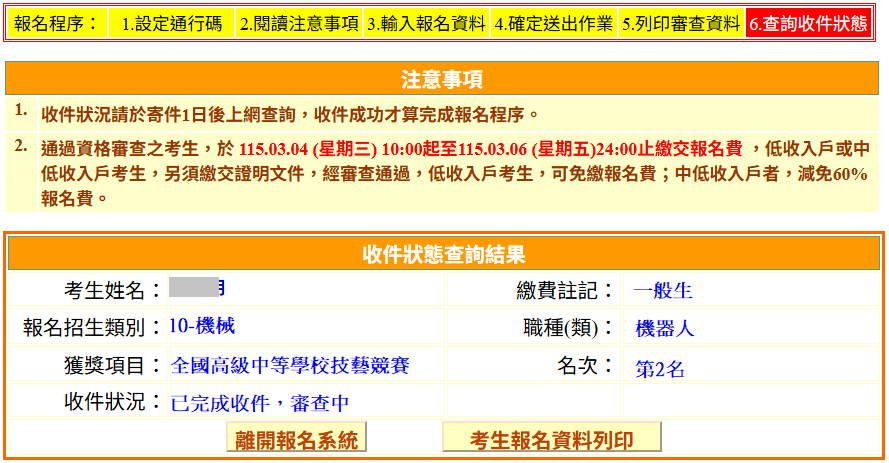 報名程序： 1.設定通行碼 2.閱讀注意事項 3.輸入報名資料 4.確定送出作業 5.列印審查資料 6.查詢收件狀態
注意事項
1. 收件狀況請於寄件1日後上網查詢，收件成功才算完成報名程序。
2. 通過資格審查之考生，於 115.03.04 (星期三) 10:00起至115.03.06 (星期五)24:00止繳交報名費 ，低收入戶或中
低收入戶考生，另須繳交證明文件，經審查通過，低收入戶考生，可免繳報名費；中低收入戶者，減免60%
報名費。
收件狀態查詢結果
考生姓名： 繳費註記： 一般生
報名招生類別： 10-機械 職種(類)： 機器人
獲獎項目： 全國高級中等學校技藝競賽 名次： 第2名
收件狀況： 已完成收件，審查中
離開報名系統 考生報名資料列印